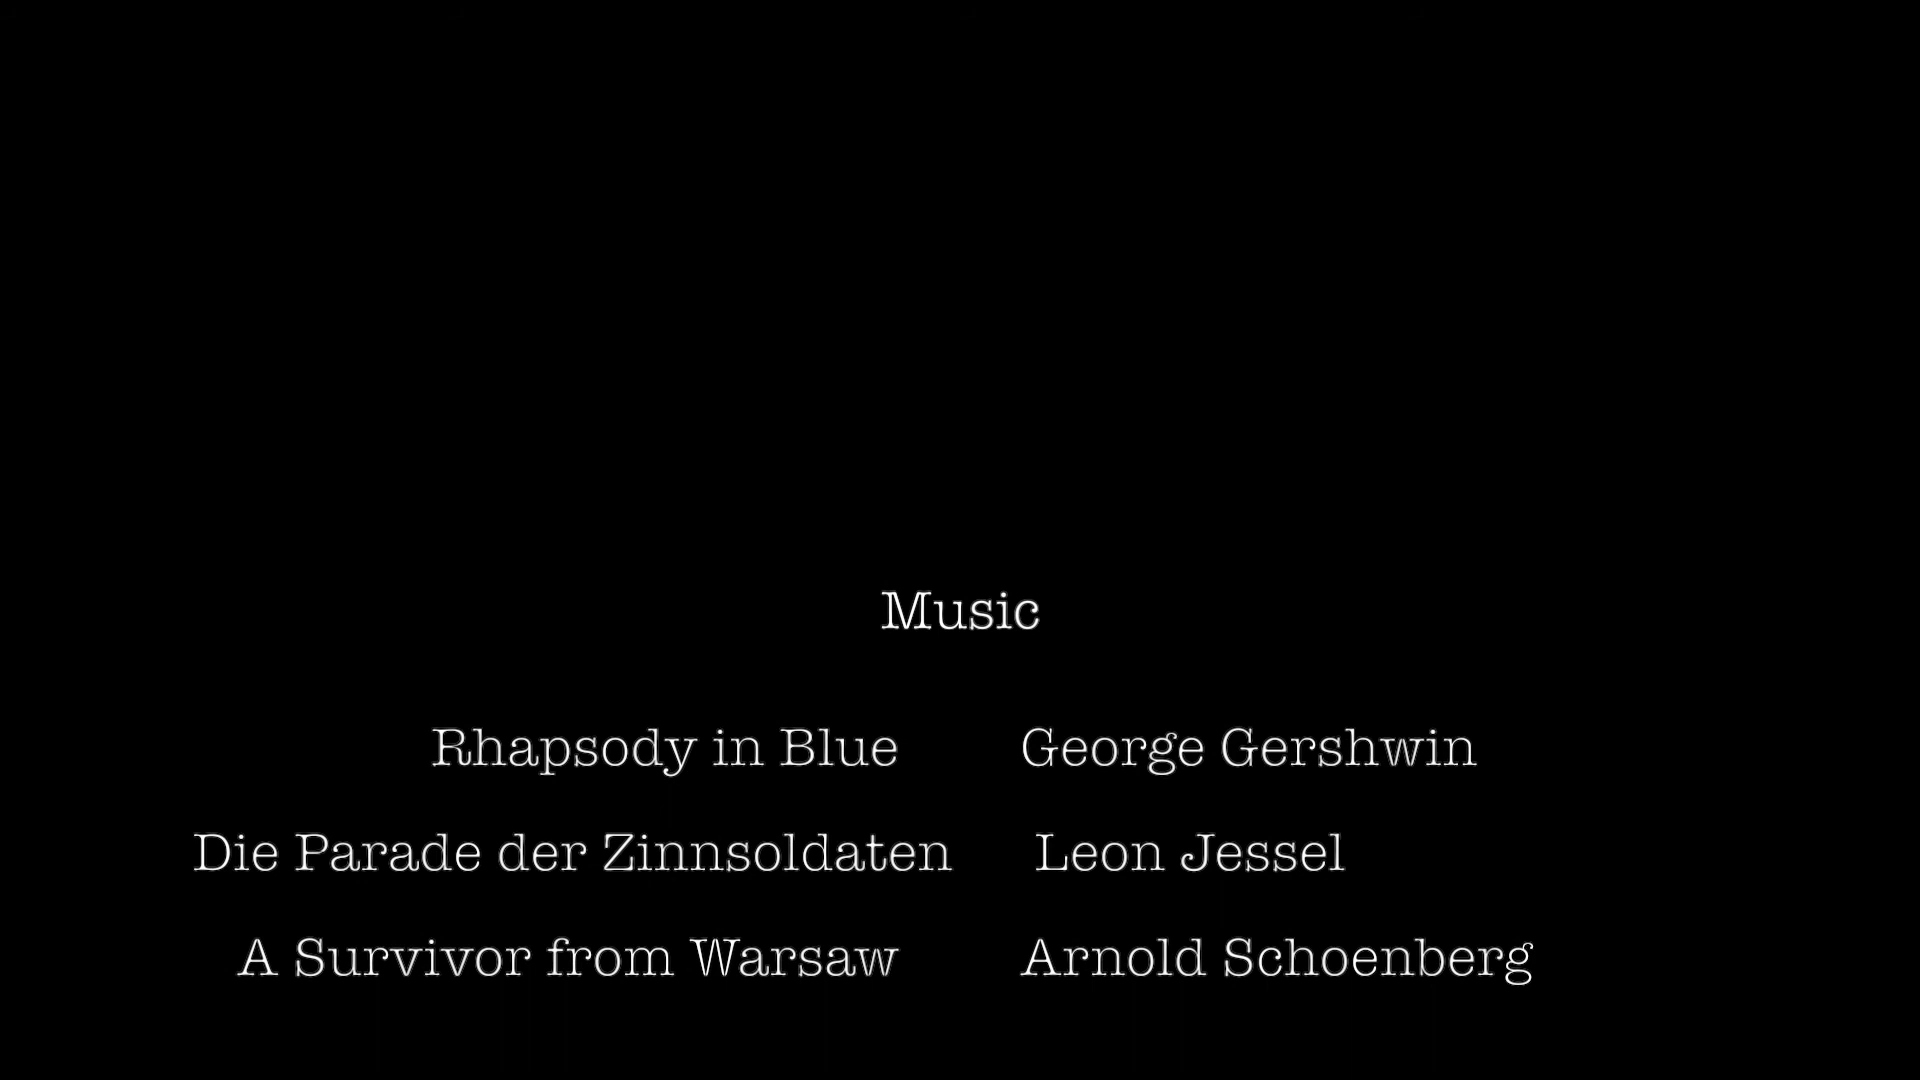 Music
Rhapsody in Blue George Gershwin
Die Parade der Zinnsoldaten Leon Jessel
A Survivor from Warsaw Arnold Schoenberg